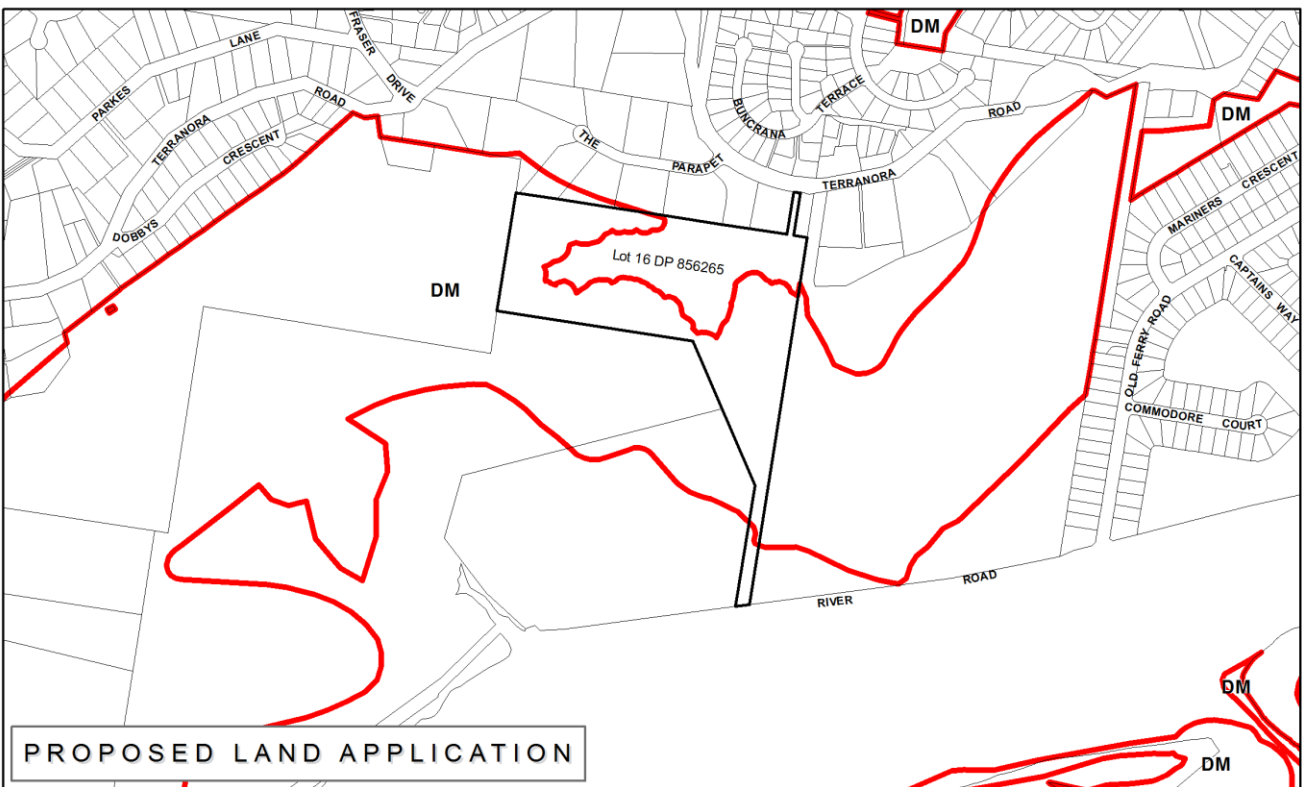 DM
LANE
FRASER
DRIVE
PARKES
ROAD
TERRANORA
CRESCENT
DOBBYS
BUNCRANA
TERRACE
ROAD
DM
THE
PARAPET
TERRANORA
MARINERS
CRESCENT
CAPTAINS WAY
Lot 16 DP 856265
DM
OLD FERRY ROAD
COMMODORE COURT
RIVER
ROAD
DM
DM
PROPOSED LAND APPLICATION